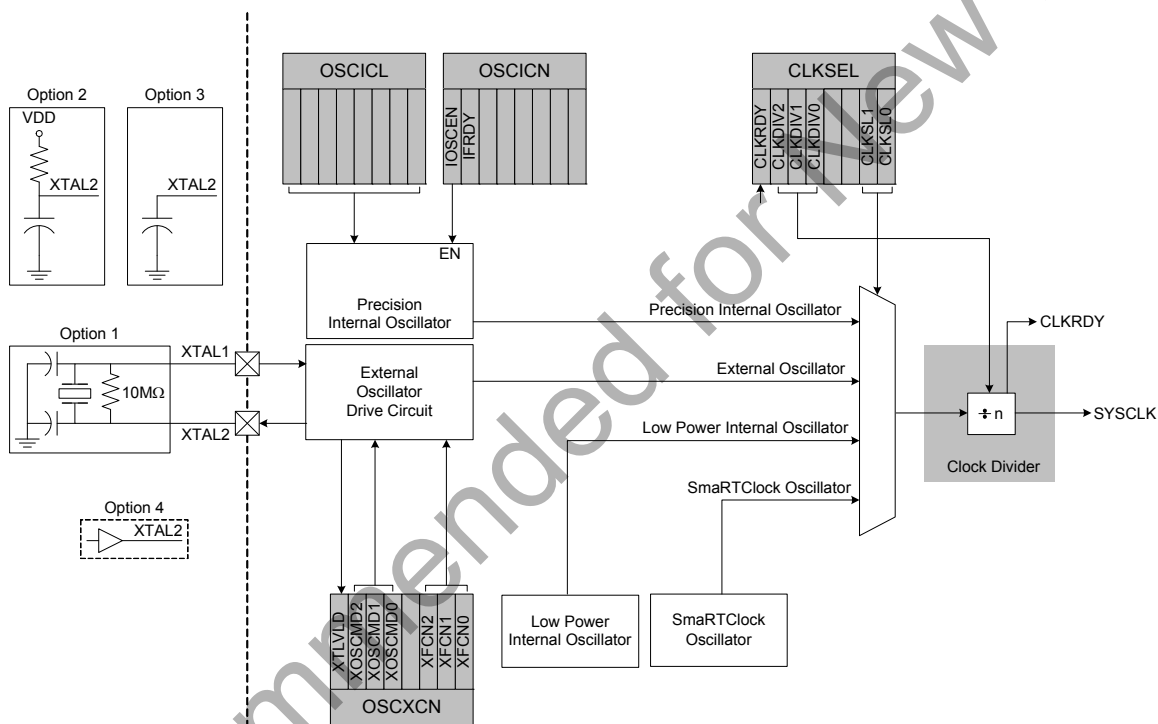 OSCICL
OSCICN
CLKSEL
IOSCEN
IFRDY
CLKRDY
CLKDIV2
CLKDIV1
CLKDIV0
CLKSL1
CLKSL0
Option 2
VDD
XTAL2
Option 3
XTAL2
EN
Precision
Internal Oscillator
Precision Internal Oscillator
CLKRDY
Option 1
XTAL1
10MΩ
XTAL2
External
Oscillator
Drive Circuit
External Oscillator
Low Power Internal Oscillator
SmaRTClock Oscillator
÷ n
SYSCLK
Clock Divider
Option 4
XTAL2
XTLVLD
XOSCMD2
XOSCMD1
XOSCMD0
XFCN2
XFCN1
XFCN0
OSCXCN
Low Power
Internal Oscillator
SmaRTClock
Oscillator
mmended for New